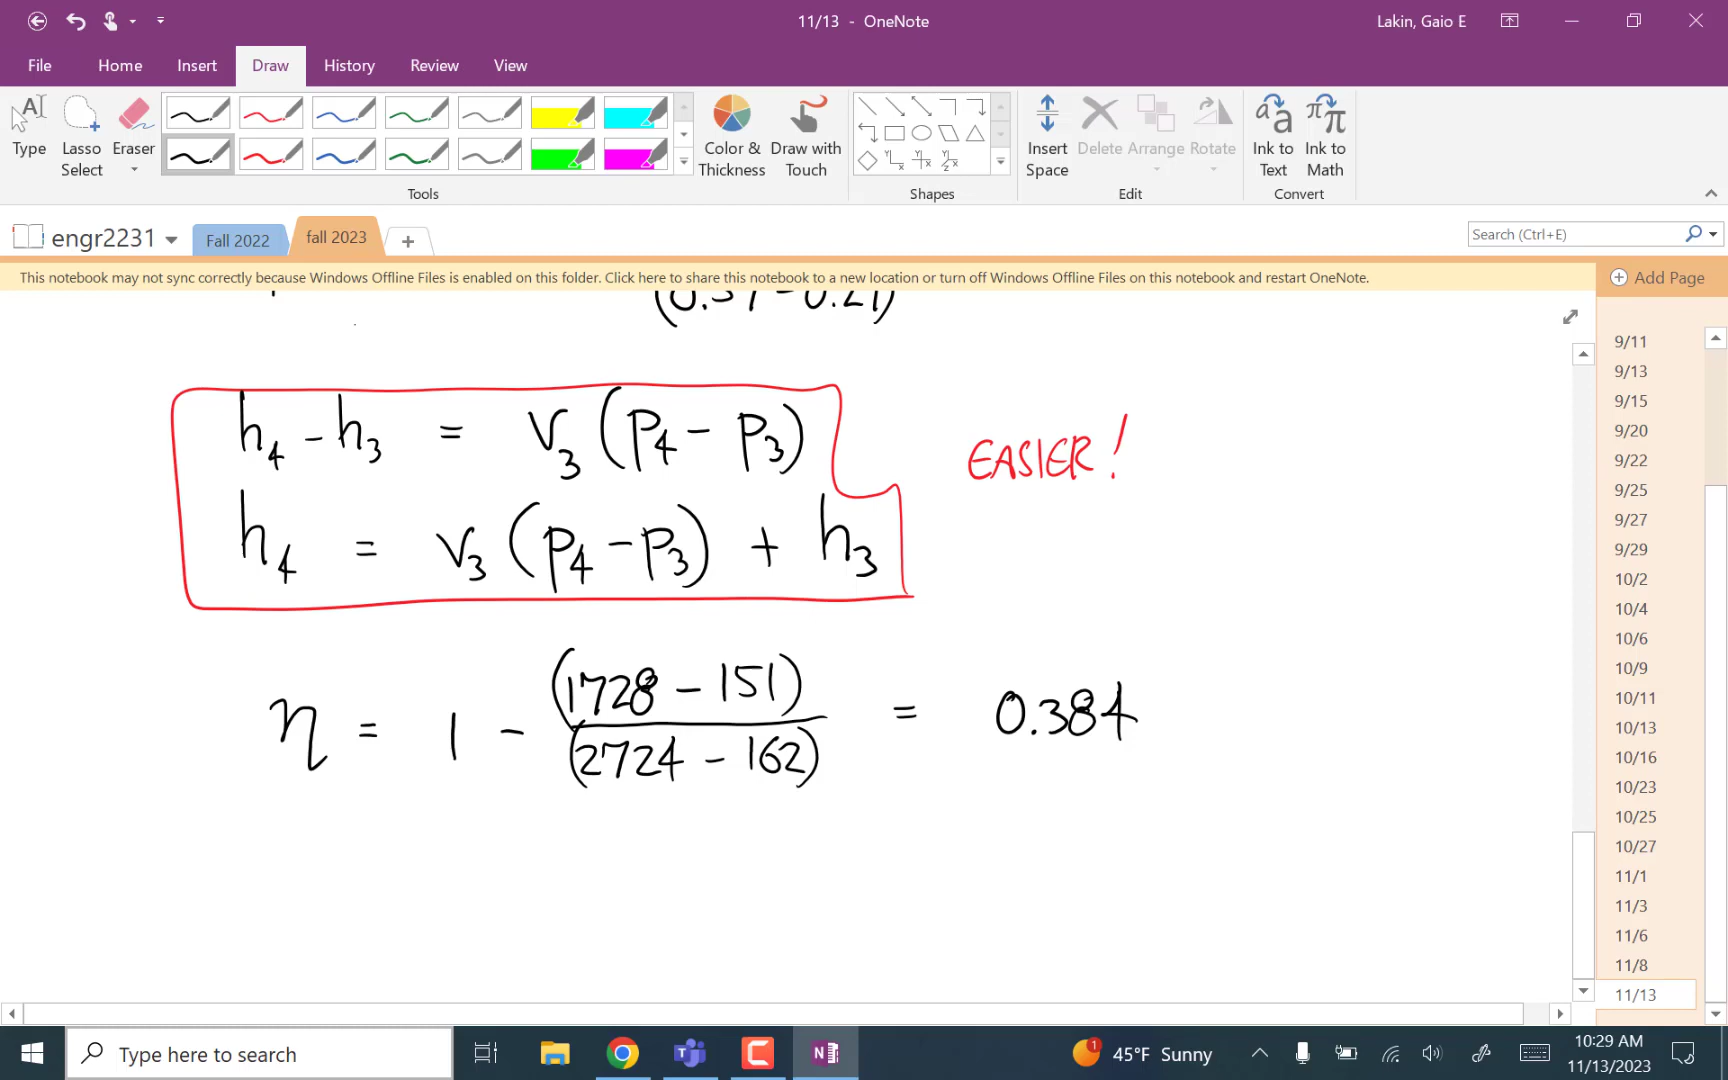 11/13 - OneNote
Lakin, Gaio E
File Home Insert Draw History Review View
Type
Lasso Select
Eraser
Color & Thickness
Draw with Touch
Insert Space
Delete Arrange Rotate
Ink to Text
Ink to Math
Tools Shapes Edit Convert
engr2231 Fall 2022 fall 2023
Search (Ctrl+E)
This notebook may not sync correctly because Windows Offline Files is enabled on this folder. Click here to share this notebook to a new location or turn off Windows Offline Files on this notebook and restart OneNote.
Add Page
h4 - h3 = v3 (p4 - p3)
EASIER!
h4 = v3 (p4 - p3) + h3
η = 1 - (1728 - 151) / (2724 - 162) = 0.384
9/11
9/13
9/15
9/20
9/22
9/25
9/27
9/29
10/2
10/4
10/6
10/9
10/11
10/13
10/16
10/23
10/25
10/27
11/1
11/3
11/6
11/8
11/13
Type here to search
45°F Sunny
10:29 AM
11/13/2023